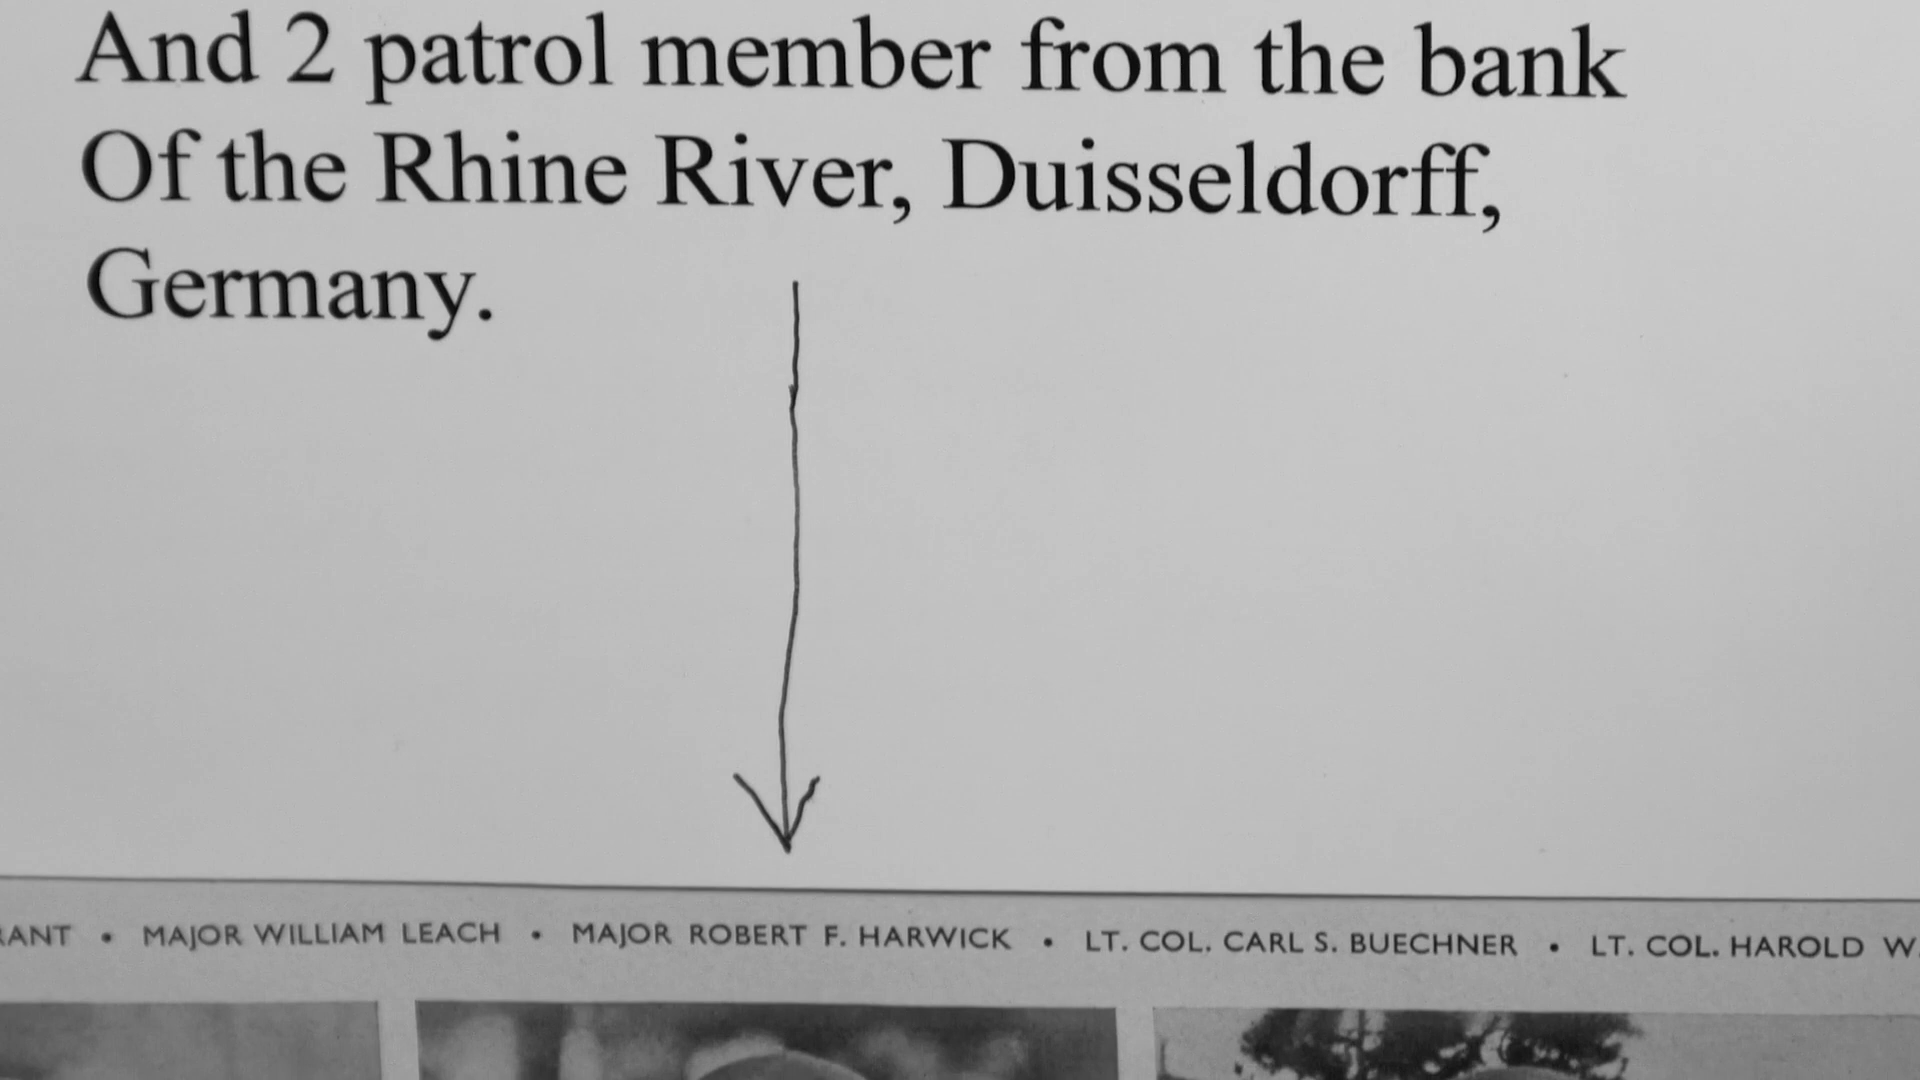 And 2 patrol member from the bank
Of the Rhine River, Duisseldorff,
Germany.
RANT • MAJOR WILLIAM LEACH • MAJOR ROBERT F. HARWICK • LT. COL. CARL S. BUECHNER • LT. COL. HAROLD W.